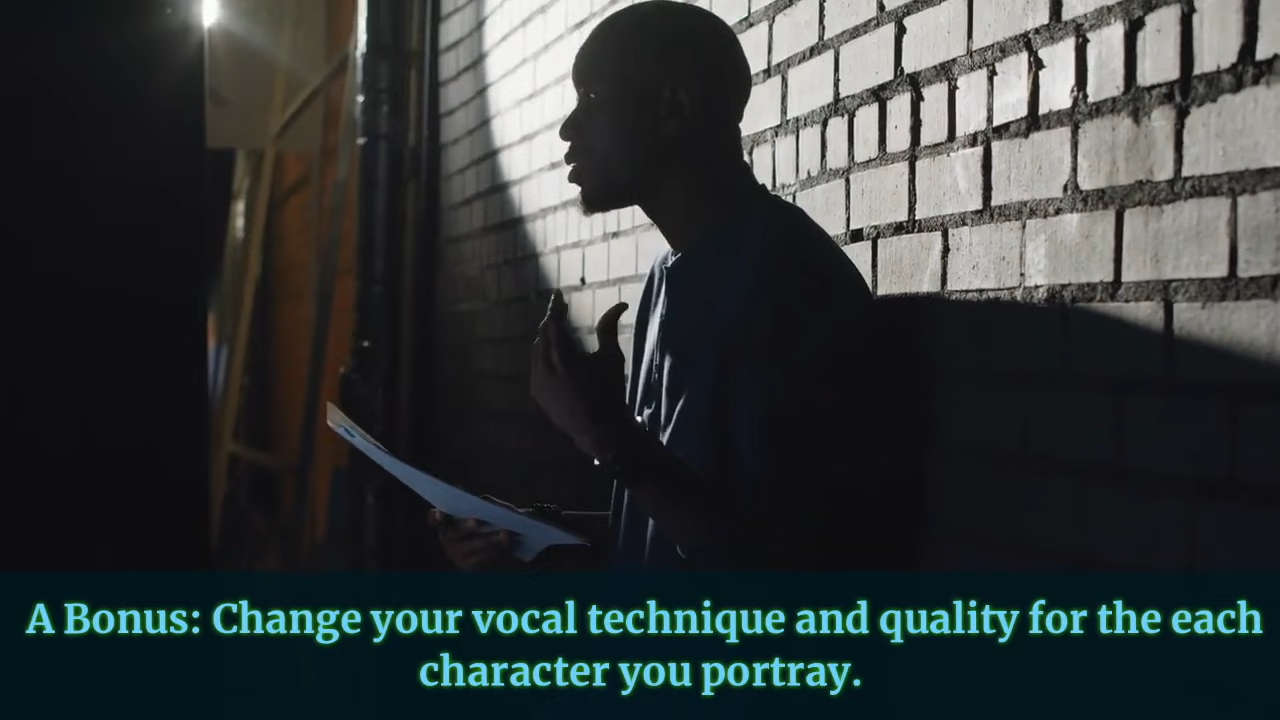 A Bonus: Change your vocal technique and quality for the each
character you portray.